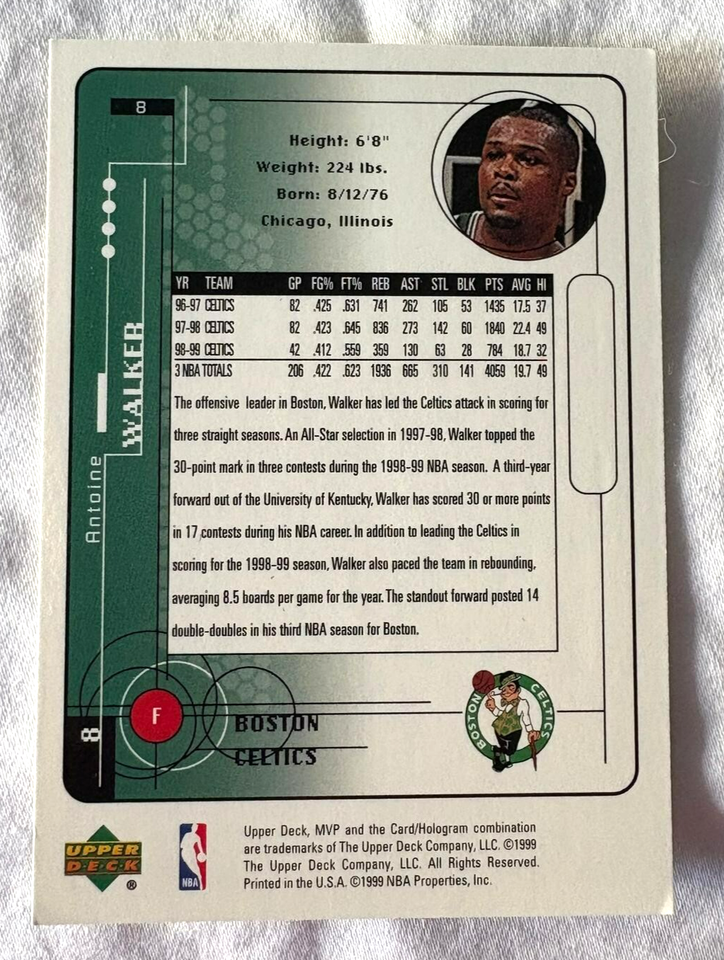 8
Height: 6'8"
Weight: 224 lbs.
Born: 8/12/76
Chicago, Illinois
Antoine WALKER
YR TEAM GP FG% FT% REB AST STL BLK PTS AVG HI
96-97 CELTICS 82 .425 .631 741 262 105 53 1435 17.5 37
97-98 CELTICS 82 .423 .645 836 273 142 60 1840 22.4 49
98-99 CELTICS 42 .412 .559 359 130 63 28 784 18.7 32
3 NBA TOTALS 206 .422 .623 1936 665 310 141 4059 19.7 49
The offensive leader in Boston, Walker has led the Celtics attack in scoring for
three straight seasons. An All-Star selection in 1997-98, Walker topped the
30-point mark in three contests during the 1998-99 NBA season. A third-year
forward out of the University of Kentucky, Walker has scored 30 or more points
in 17 contests during his NBA career. In addition to leading the Celtics in
scoring for the 1998-99 season, Walker also paced the team in rebounding,
averaging 8.5 boards per game for the year. The standout forward posted 14
double-doubles in his third NBA season for Boston.
8
F
BOSTON
CELTICS
BOSTON CELTICS
UPPER
DECK
®
NBA
Upper Deck, MVP and the Card/Hologram combination
are trademarks of The Upper Deck Company, LLC. ©1999
The Upper Deck Company, LLC. All Rights Reserved.
Printed in the U.S.A. ©1999 NBA Properties, Inc.